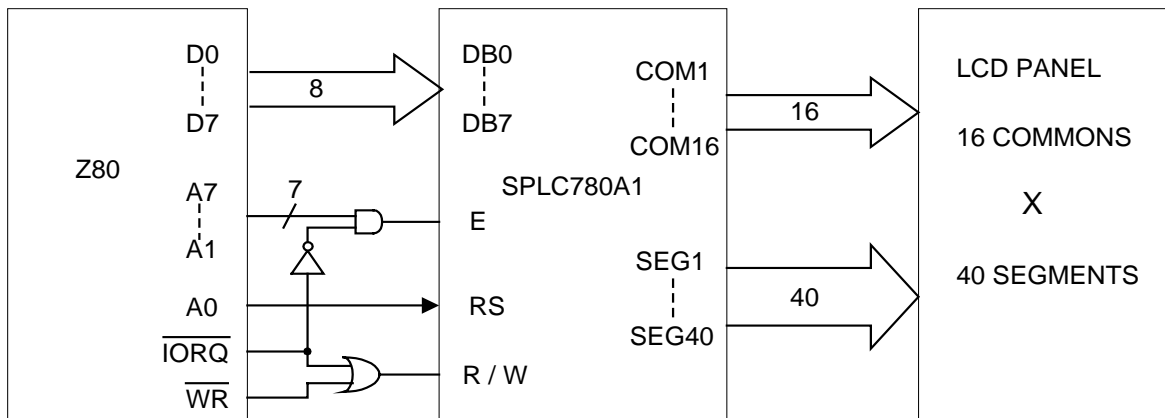 Z80
D0
D7
A7
A1
A0
IORQ
WR
8
7
DB0
DB7
SPLC780A1
E
RS
R / W
COM1
COM16
SEG1
SEG40
16
40
LCD PANEL
16 COMMONS
X
40 SEGMENTS